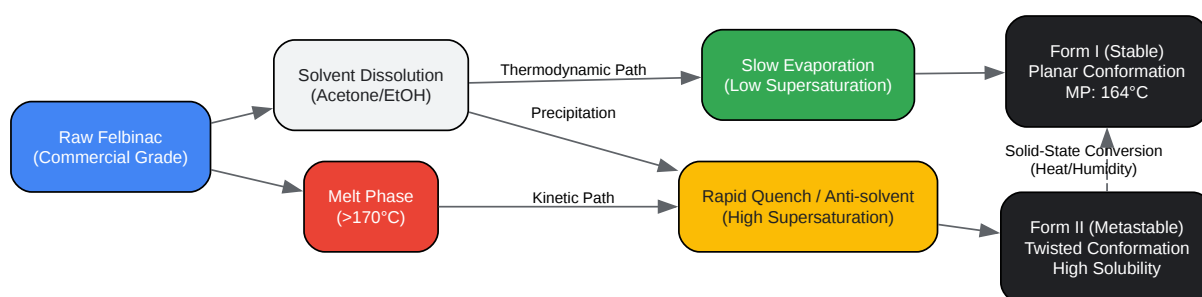 Raw Felbinac
(Commercial Grade)
Solvent Dissolution
(Acetone/EtOH)
Melt Phase
(>170°C)
Thermodynamic Path
Precipitation
Kinetic Path
Slow Evaporation
(Low Supersaturation)
Rapid Quench / Anti-solvent
(High Supersaturation)
Form I (Stable)
Planar Conformation
MP: 164°C
Solid-State Conversion
(Heat/Humidity)
Form II (Metastable)
Twisted Conformation
High Solubility